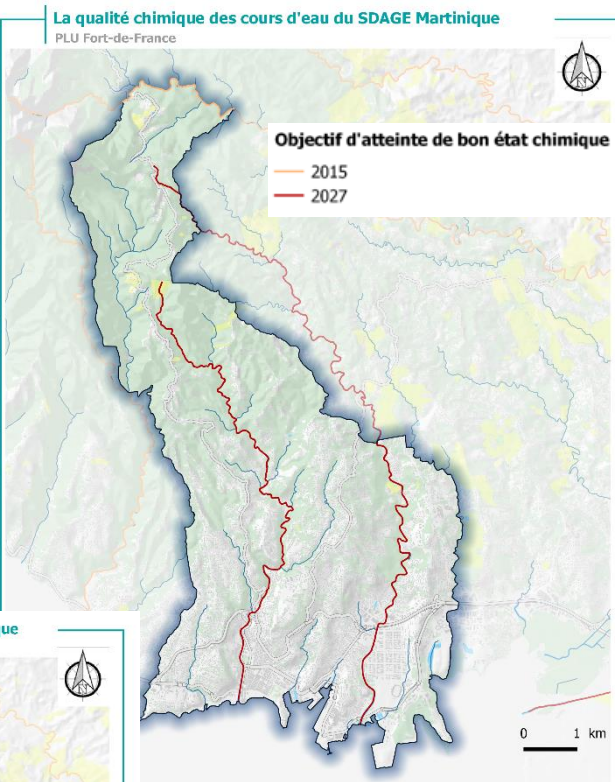 La qualité chimique des cours d'eau du SDAGE Martinique
PLU Fort-de-France
N
Objectif d'atteinte de bon état chimique
2015
2027
que
N
0 1 km